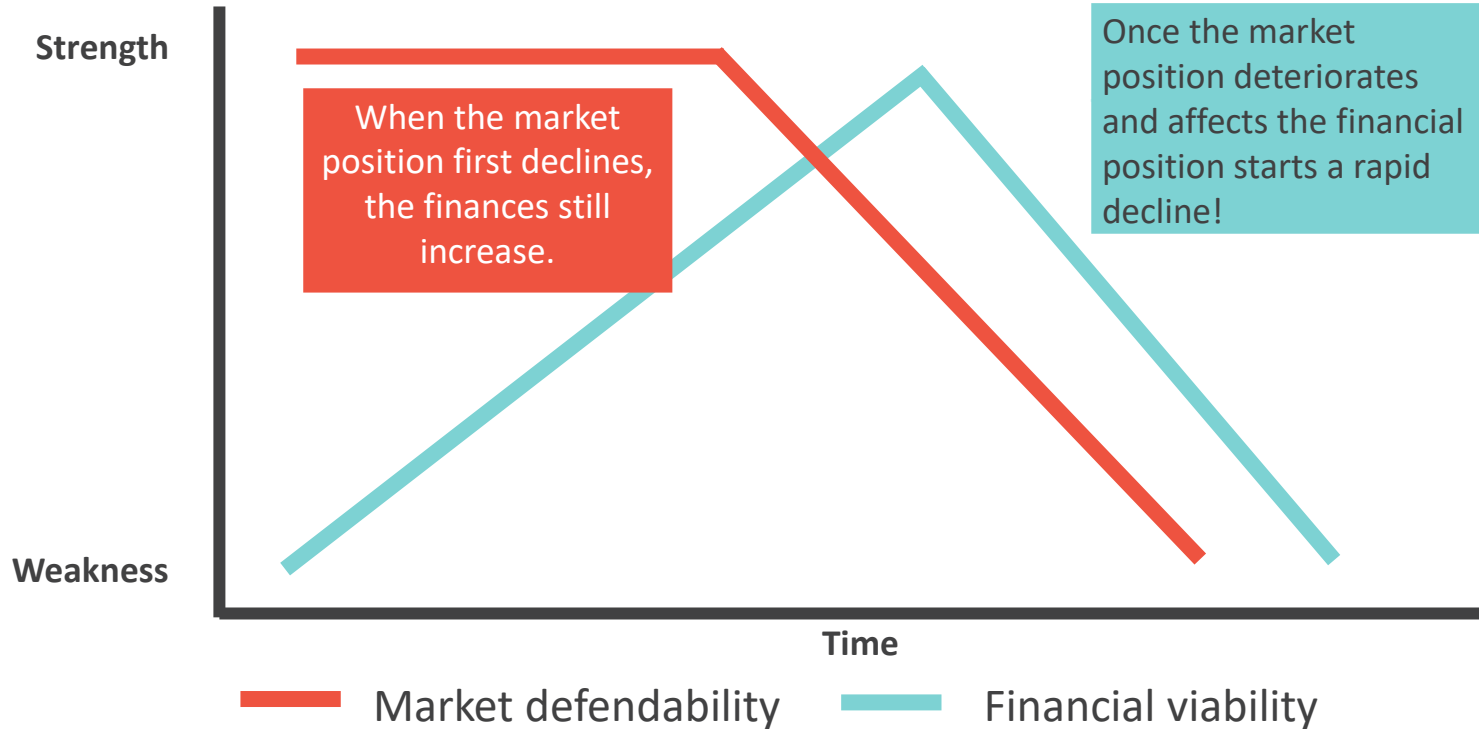 Strength
When the market
position first declines,
the finances still
increase.
Once the market
position deteriorates
and affects the financial
position starts a rapid
decline!
Weakness
Time
Market defendability
Financial viability